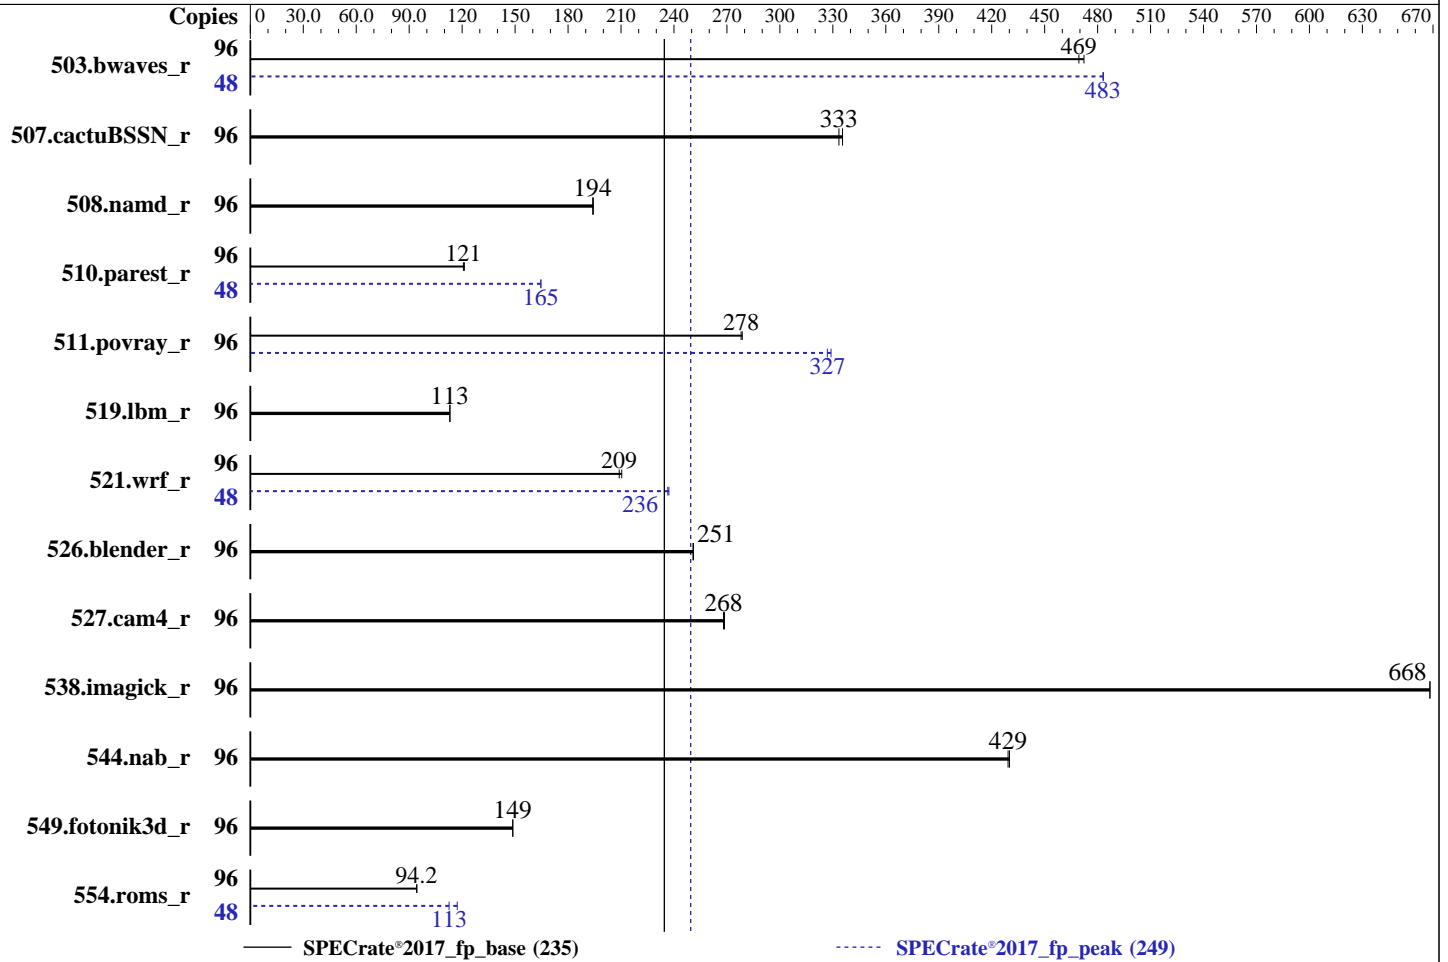 Copies 0 30.0 60.0 90.0 120 150 180 210 240 270 300 330 360 390 420 450 480 510 540 570 600 630 670
96 469
503.bwaves_r
48 483
507.cactuBSSN_r 96 333
508.namd_r 96 194
96 121
510.parest_r
48 165
278
511.povray_r 96
327
519.lbm_r 96 113
96 209
521.wrf_r
48 236
526.blender_r 96 251
527.cam4_r 96 268
538.imagick_r 96 668
544.nab_r 96 429
549.fotonik3d_r 96 149
96 94.2
554.roms_r
48 113
SPECrate®2017_fp_base (235) SPECrate®2017_fp_peak (249)